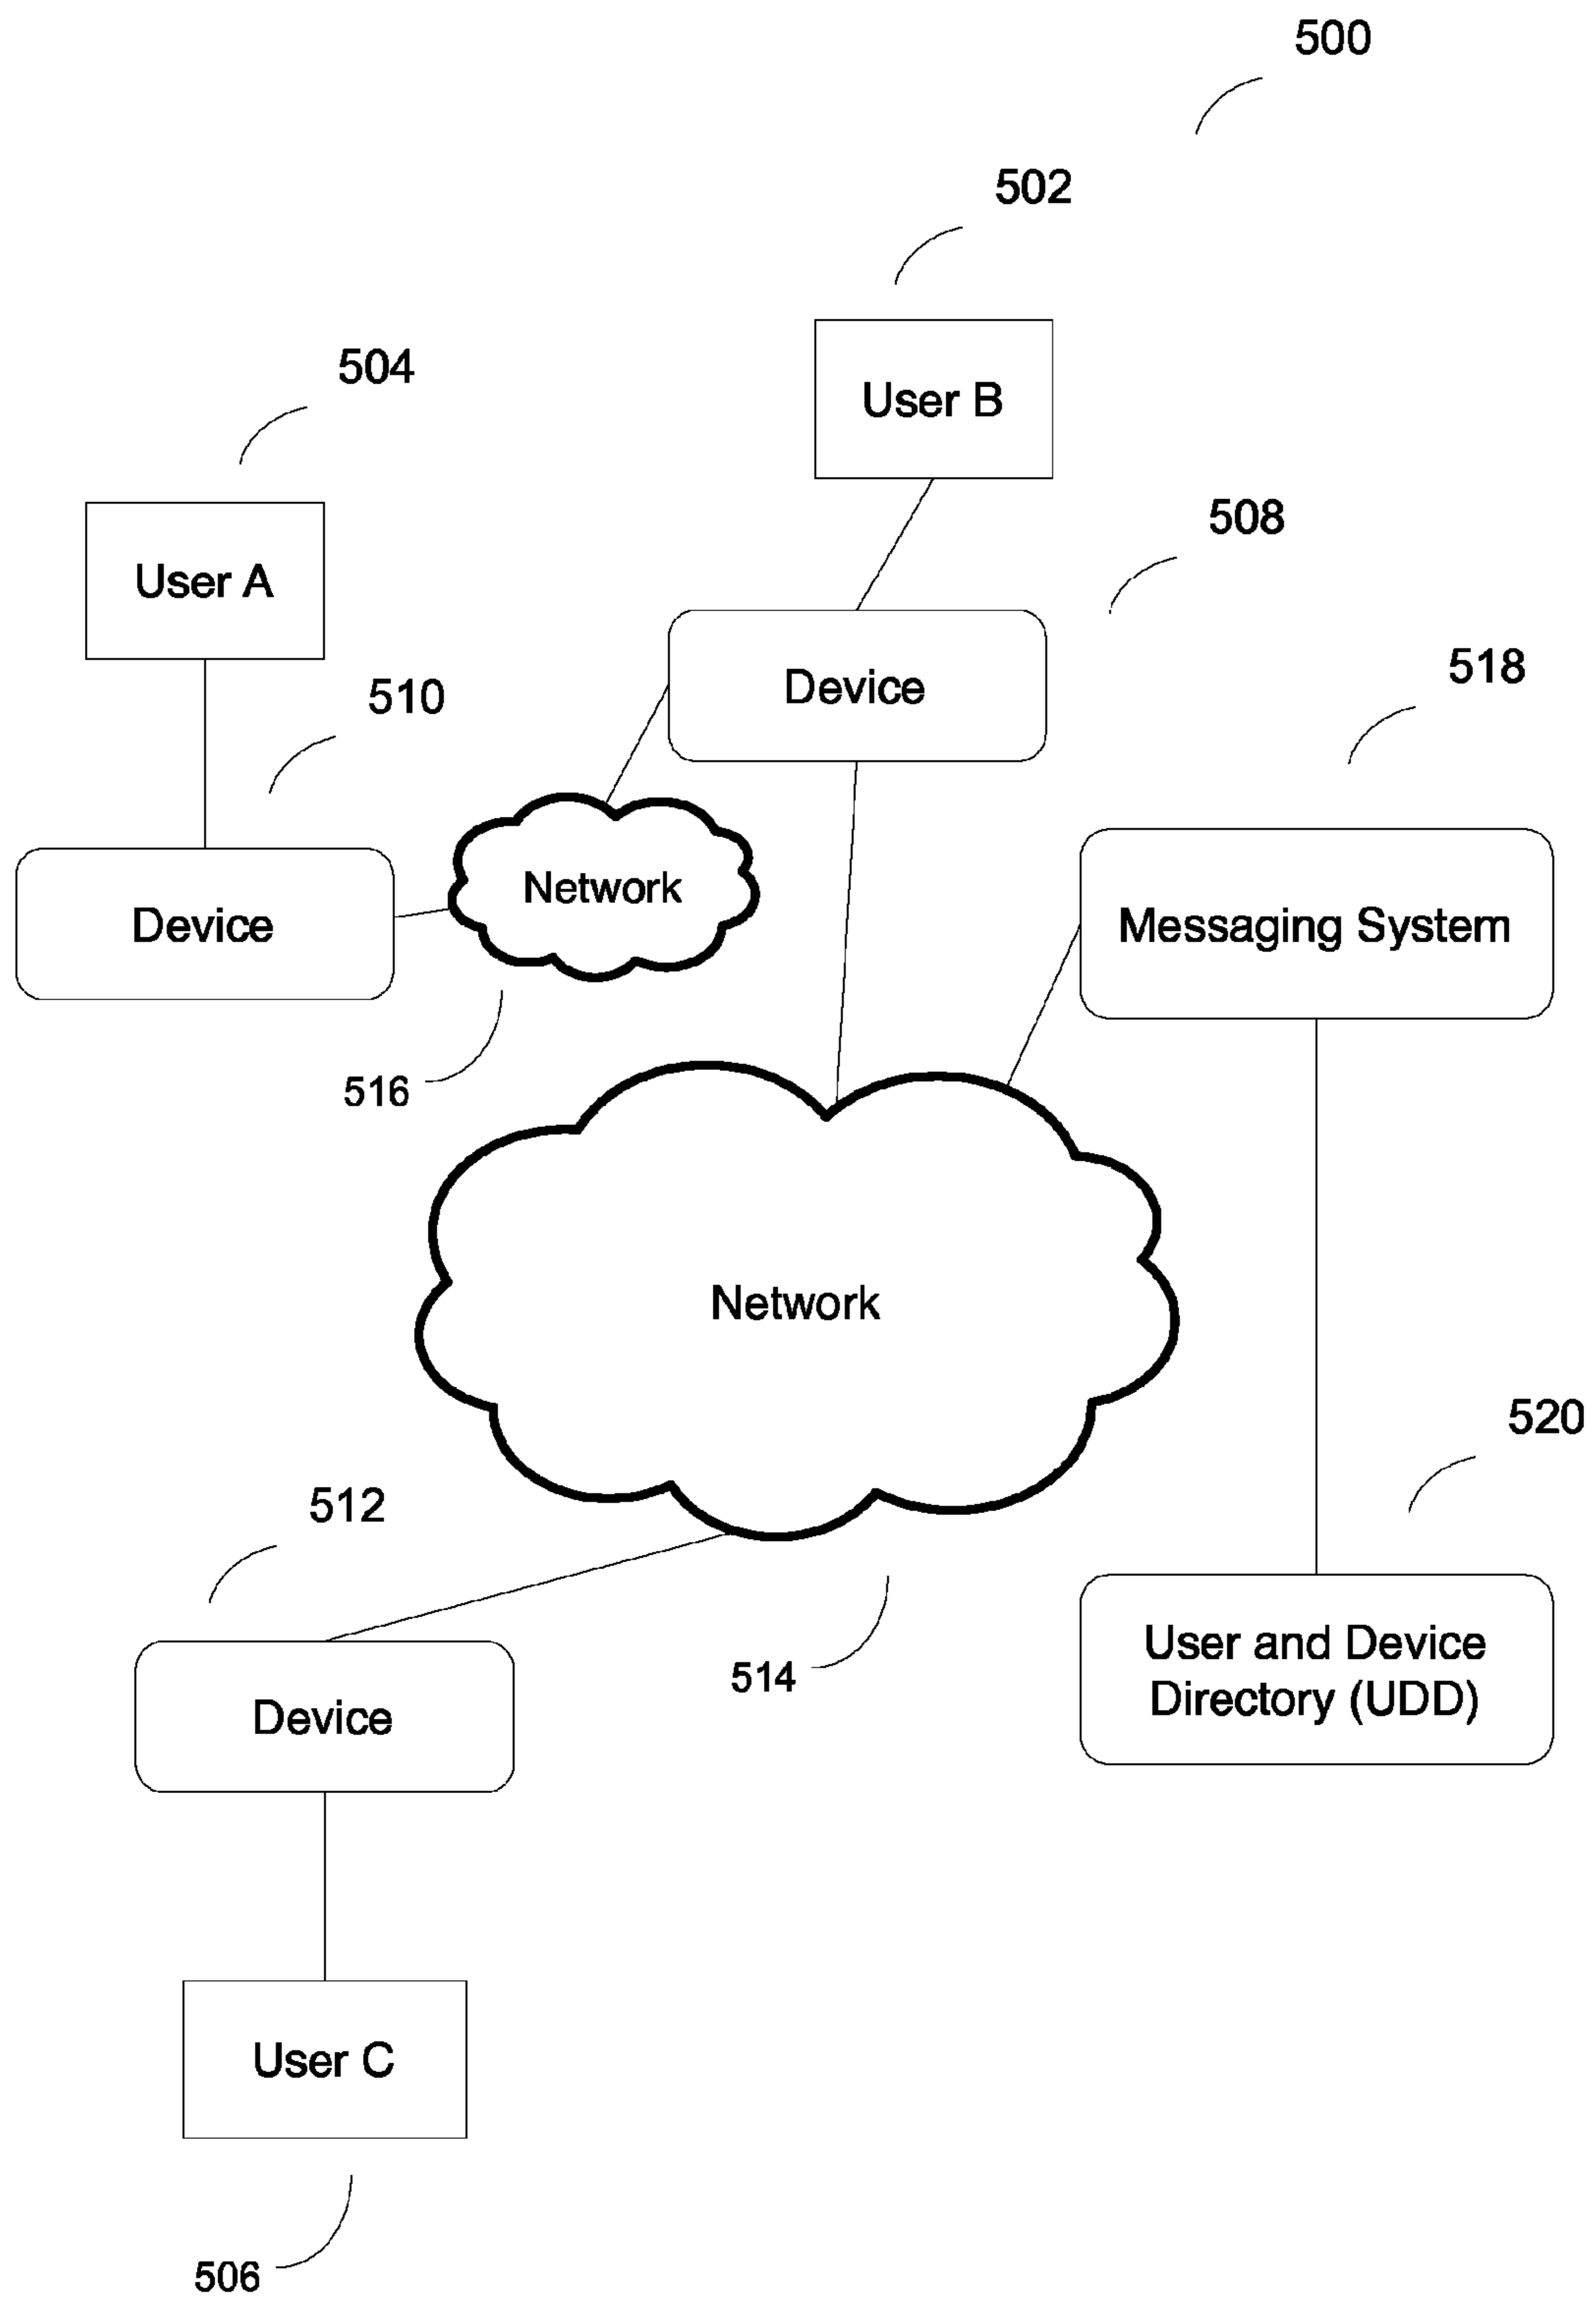 500
502
504
User B
508
User A
518
510
Device
Network
Device
Messaging System
516
Network
520
512
User and Device
Directory (UDD)
514
Device
User C
506